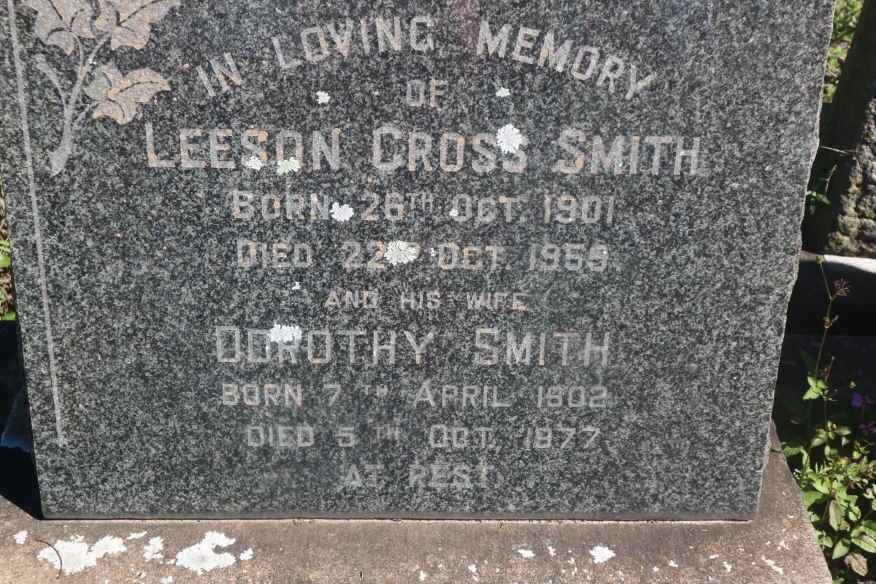 IN LOVING MEMORY
OF
LEESON CROSS SMITH
BORN 26TH OCT. 1901
DIED 22ND OCT. 1959
AND HIS WIFE
DOROTHY SMITH
BORN 7TH APRIL 1902
DIED 5TH OCT. 1977
AT REST